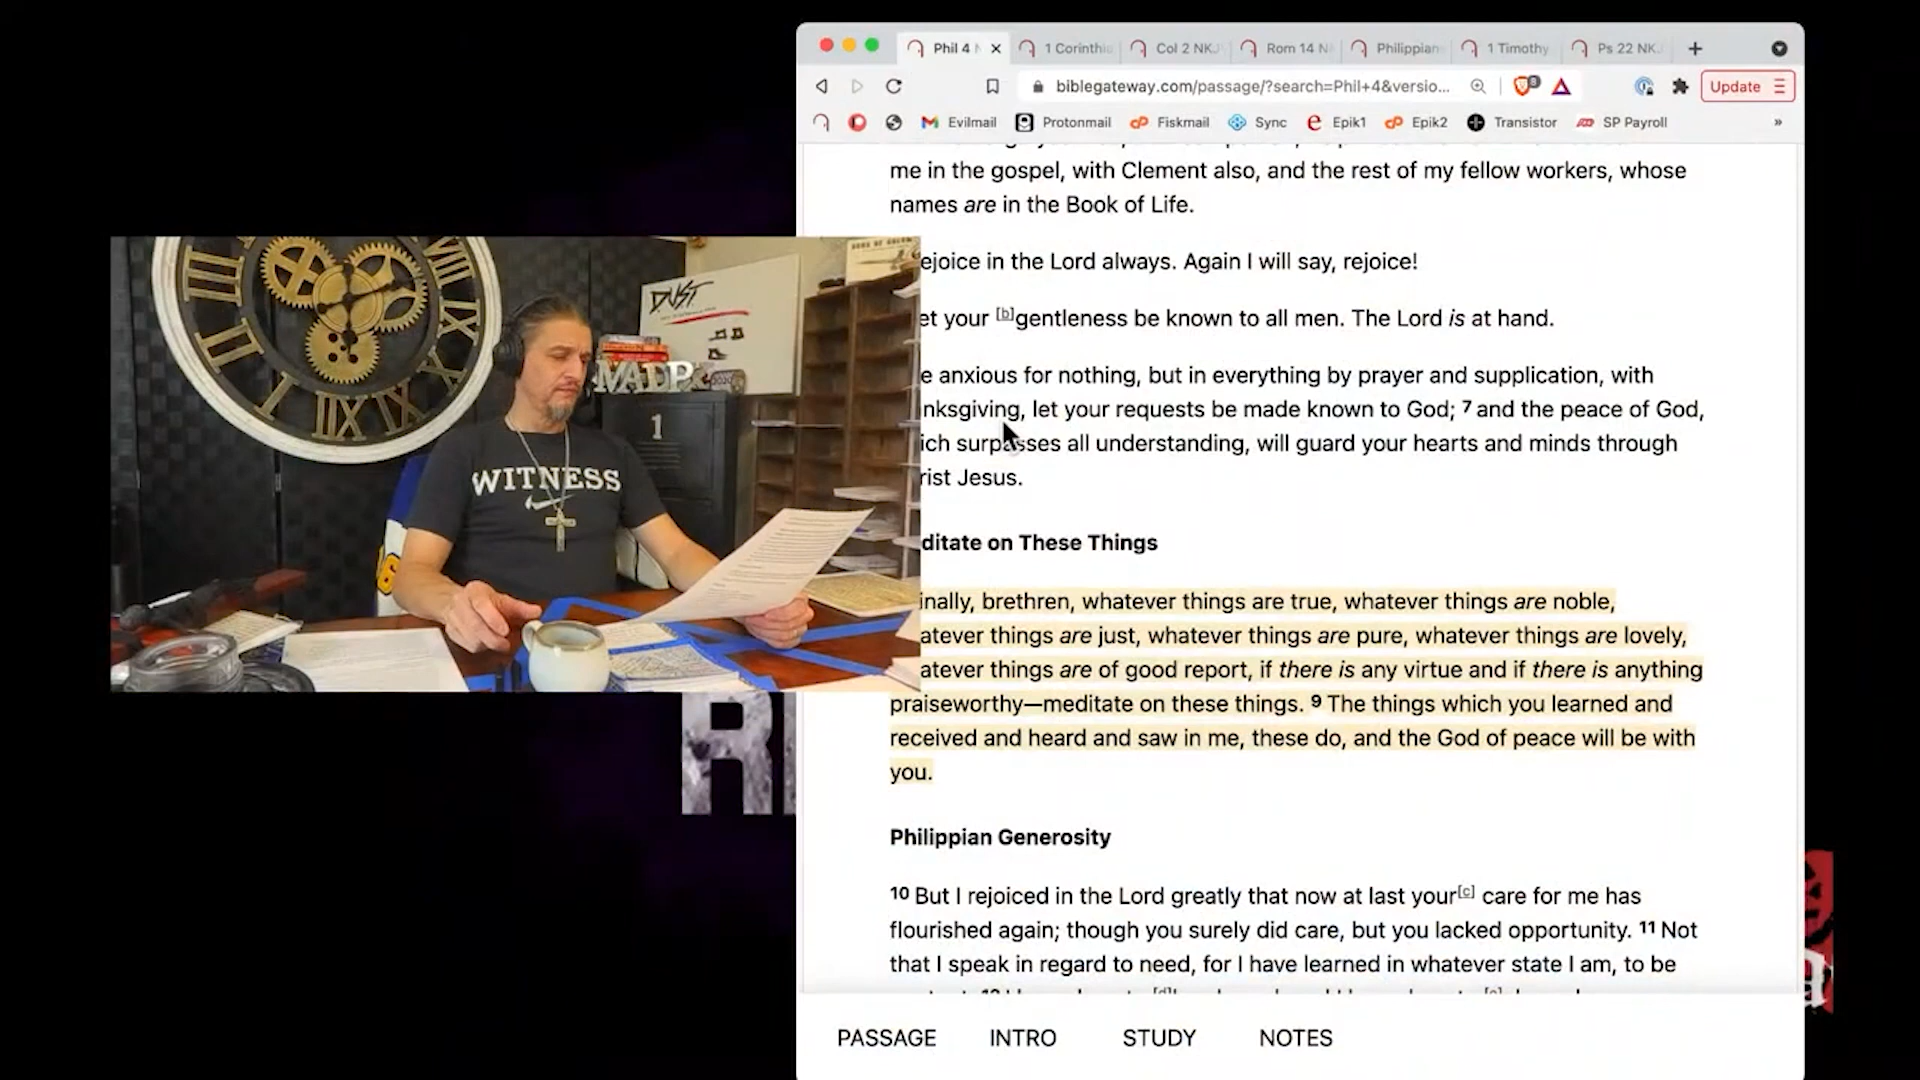 Phil 4 N
1 Corinthi
Col 2 NKJ
Rom 14 N
Philippian
1 Timothy
Ps 22 NK
biblegateway.com/passage/?search=Phil+4&versio...
8
Update
Evilmail
Protonmail
Fiskmail
Sync
Epik1
Epik2
Transistor
SP Payroll
»
me in the gospel, with Clement also, and the rest of my fellow workers, whose
names are in the Book of Life.
ejoice in the Lord always. Again I will say, rejoice!
et your [b]gentleness be known to all men. The Lord is at hand.
e anxious for nothing, but in everything by prayer and supplication, with
nksgiving, let your requests be made known to God; 7 and the peace of God,
ich surpasses all understanding, will guard your hearts and minds through
rist Jesus.
ditate on These Things
inally, brethren, whatever things are true, whatever things are noble,
atever things are just, whatever things are pure, whatever things are lovely,
atever things are of good report, if there is any virtue and if there is anything
praiseworthy—meditate on these things. 9 The things which you learned and
received and heard and saw in me, these do, and the God of peace will be with
you.
Philippian Generosity
10 But I rejoiced in the Lord greatly that now at last your[c] care for me has
flourished again; though you surely did care, but you lacked opportunity. 11 Not
that I speak in regard to need, for I have learned in whatever state I am, to be
PASSAGE
INTRO
STUDY
NOTES
III
VIII
IX
X
XI
XII
DUST
1
WITNESS